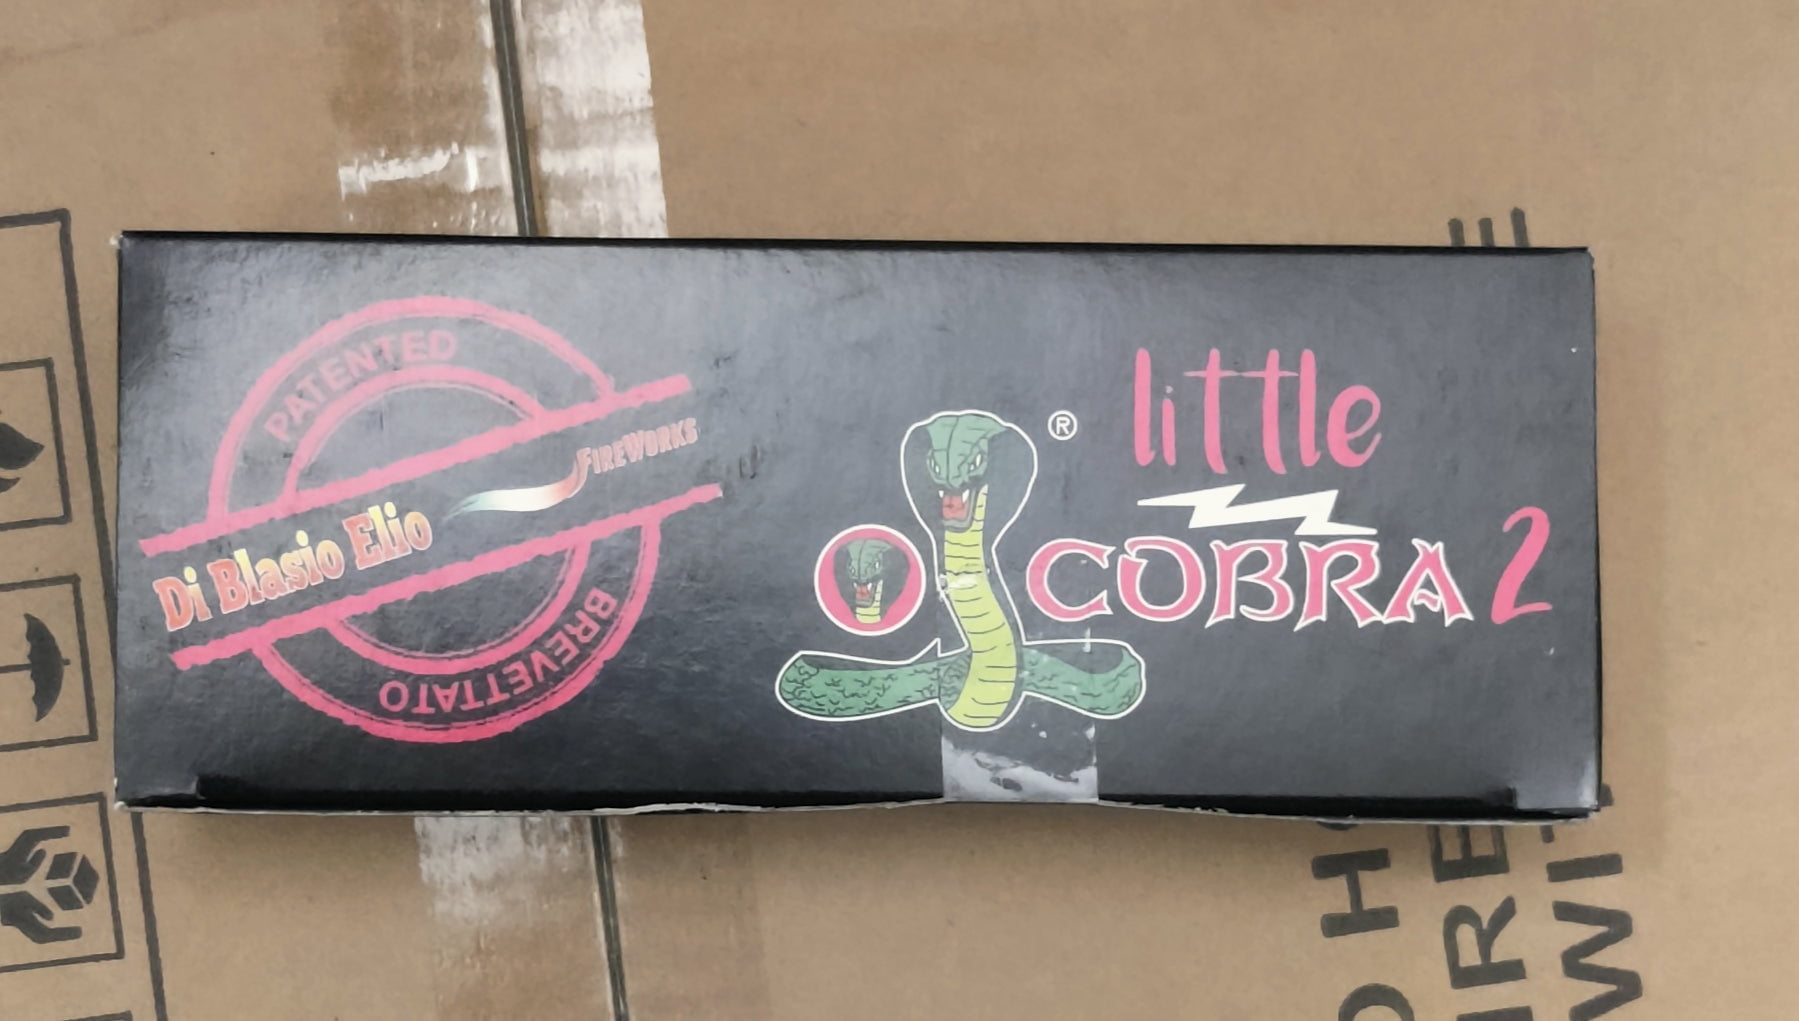 PATENTED
Di Blasio Elio FIREWORKS
BREVETTATO
®
little
COBRA 2